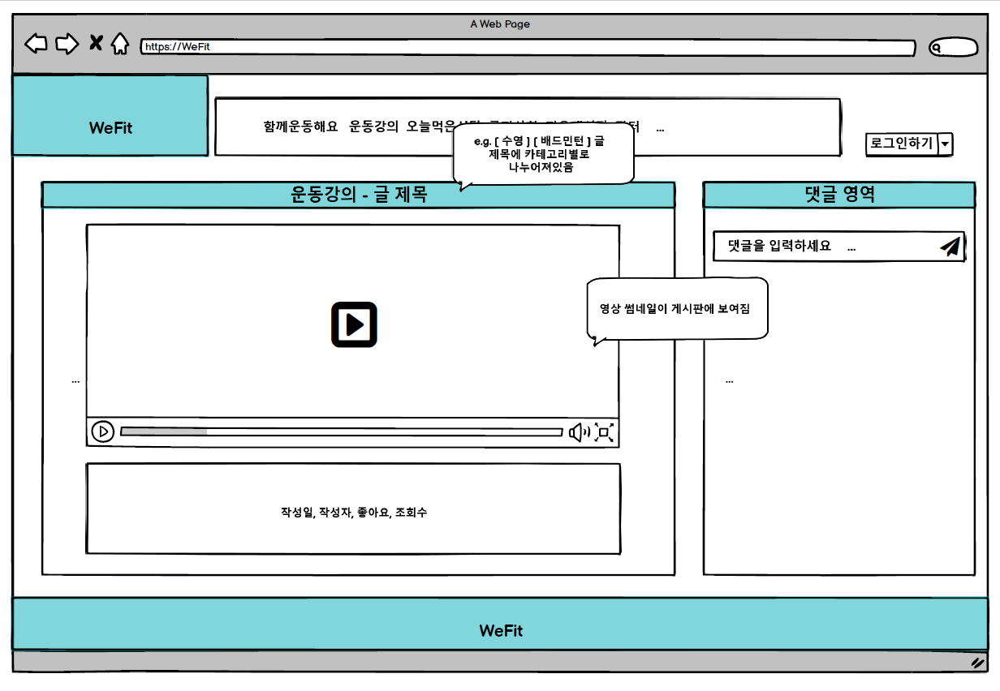 A Web Page
https://WeFit
WeFit
함께운동해요 운동강의 오늘먹은 ...
로그인하기
e.g. [ 수영 ] [ 배드민턴 ] 글
제목에 카테고리별로
나누어져있음
운동강의 - 글 제목
댓글 영역
댓글을 입력하세요 ...
영상 썸네일이 게시판에 보여짐
...
...
작성일, 작성자, 좋아요, 조회수
WeFit